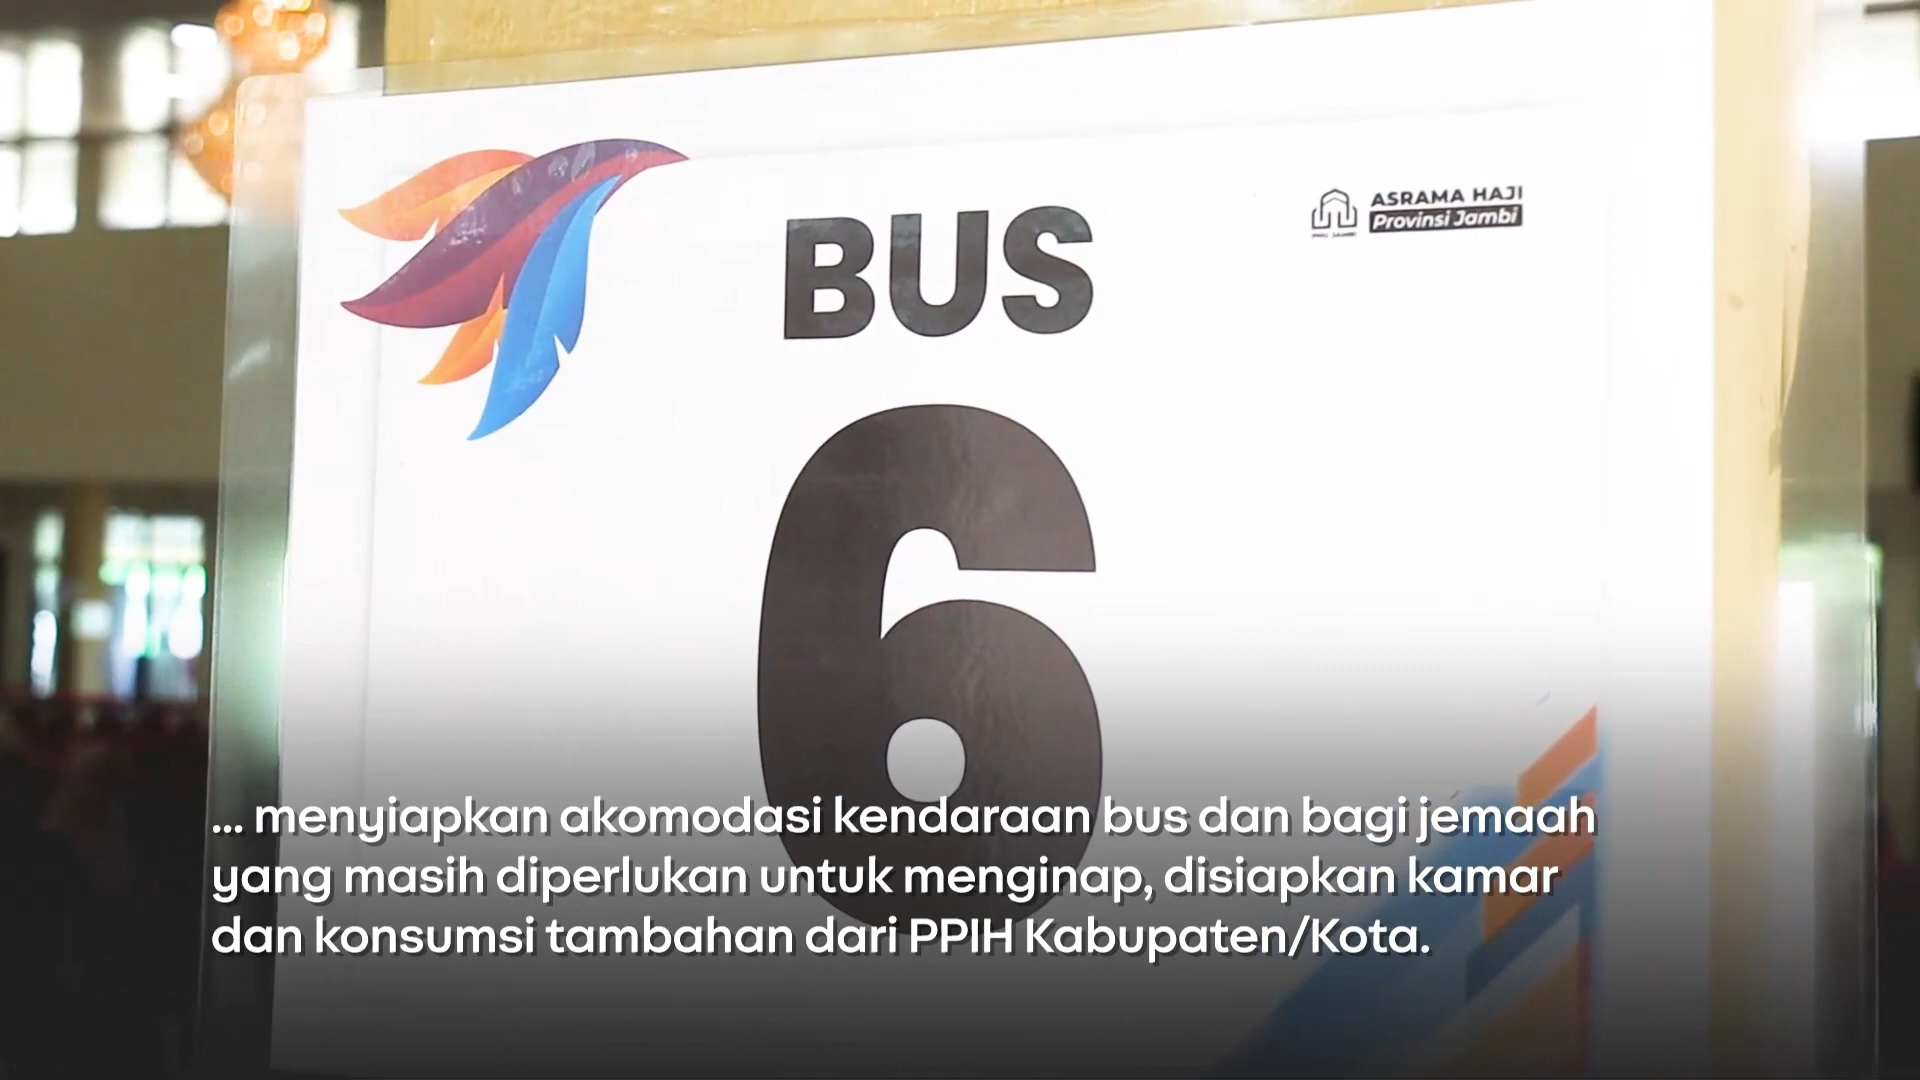 BUS
ASRAMA HAJI
Provinsi Jambi
6
... menyiapkan akomodasi kendaraan bus dan bagi jemaah
yang masih diperlukan untuk menginap, disiapkan kamar
dan konsumsi tambahan dari PPIH Kabupaten/Kota.